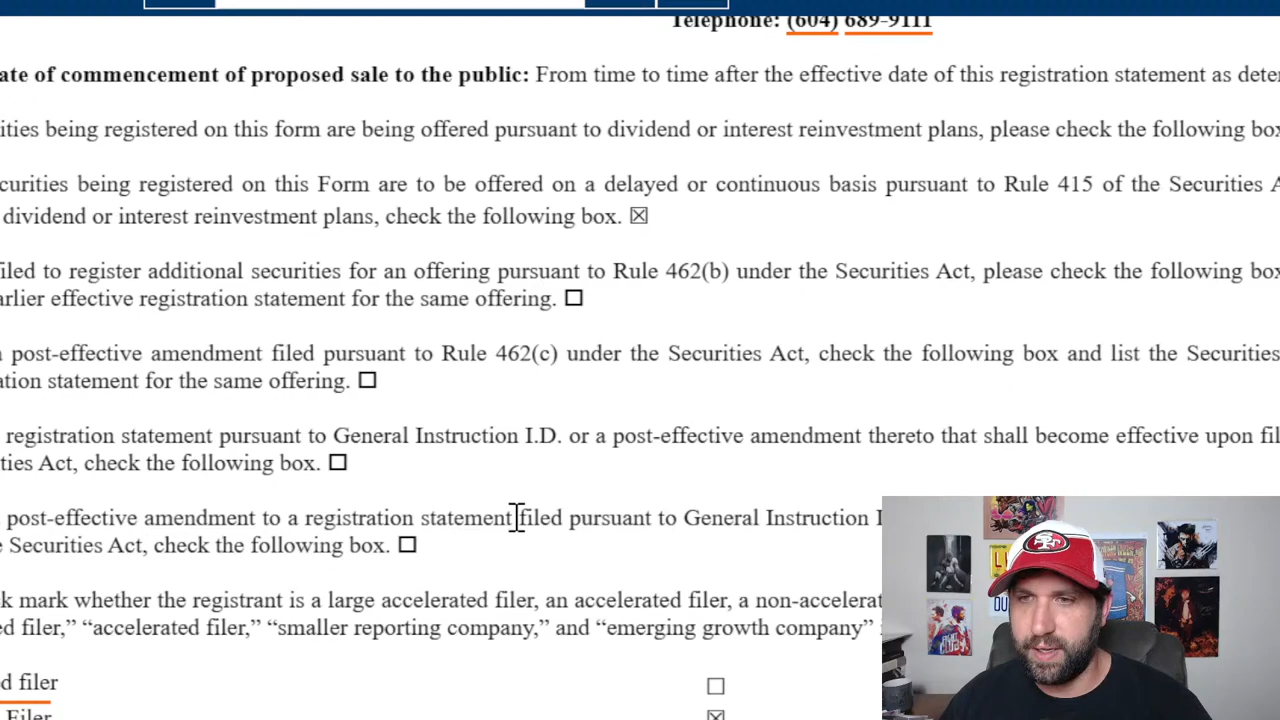 Telephone: (604) 689-9111
ate of commencement of proposed sale to the public: From time to time after the effective date of this registration statement as deter
ities being registered on this form are being offered pursuant to dividend or interest reinvestment plans, please check the following box
curities being registered on this Form are to be offered on a delayed or continuous basis pursuant to Rule 415 of the Securities A
dividend or interest reinvestment plans, check the following box. ☒
filed to register additional securities for an offering pursuant to Rule 462(b) under the Securities Act, please check the following box
arlier effective registration statement for the same offering. ☐
a post-effective amendment filed pursuant to Rule 462(c) under the Securities Act, check the following box and list the Securities
ation statement for the same offering. ☐
registration statement pursuant to General Instruction I.D. or a post-effective amendment thereto that shall become effective upon fil
ties Act, check the following box. ☐
post-effective amendment to a registration statement filed pursuant to General Instruction I
e Securities Act, check the following box. ☐
k mark whether the registrant is a large accelerated filer, an accelerated filer, a non-accelerat
ed filer,” “accelerated filer,” “smaller reporting company,” and “emerging growth company”
d filer ☐
Filer ☒